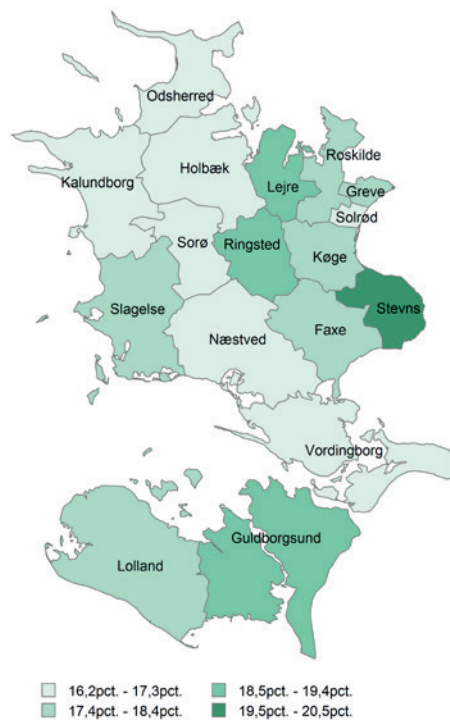 Odsherred
Roskilde
Holbæk
Kalundborg
Lejre
Greve
Solrød
Sorø
Ringsted
Køge
Slagelse
Stevns
Næstved
Faxe
Vordingborg
Guldborgsund
Lolland
16,2pct. - 17,3pct.
18,5pct. - 19,4pct.
17,4pct. - 18,4pct.
19,5pct. - 20,5pct.